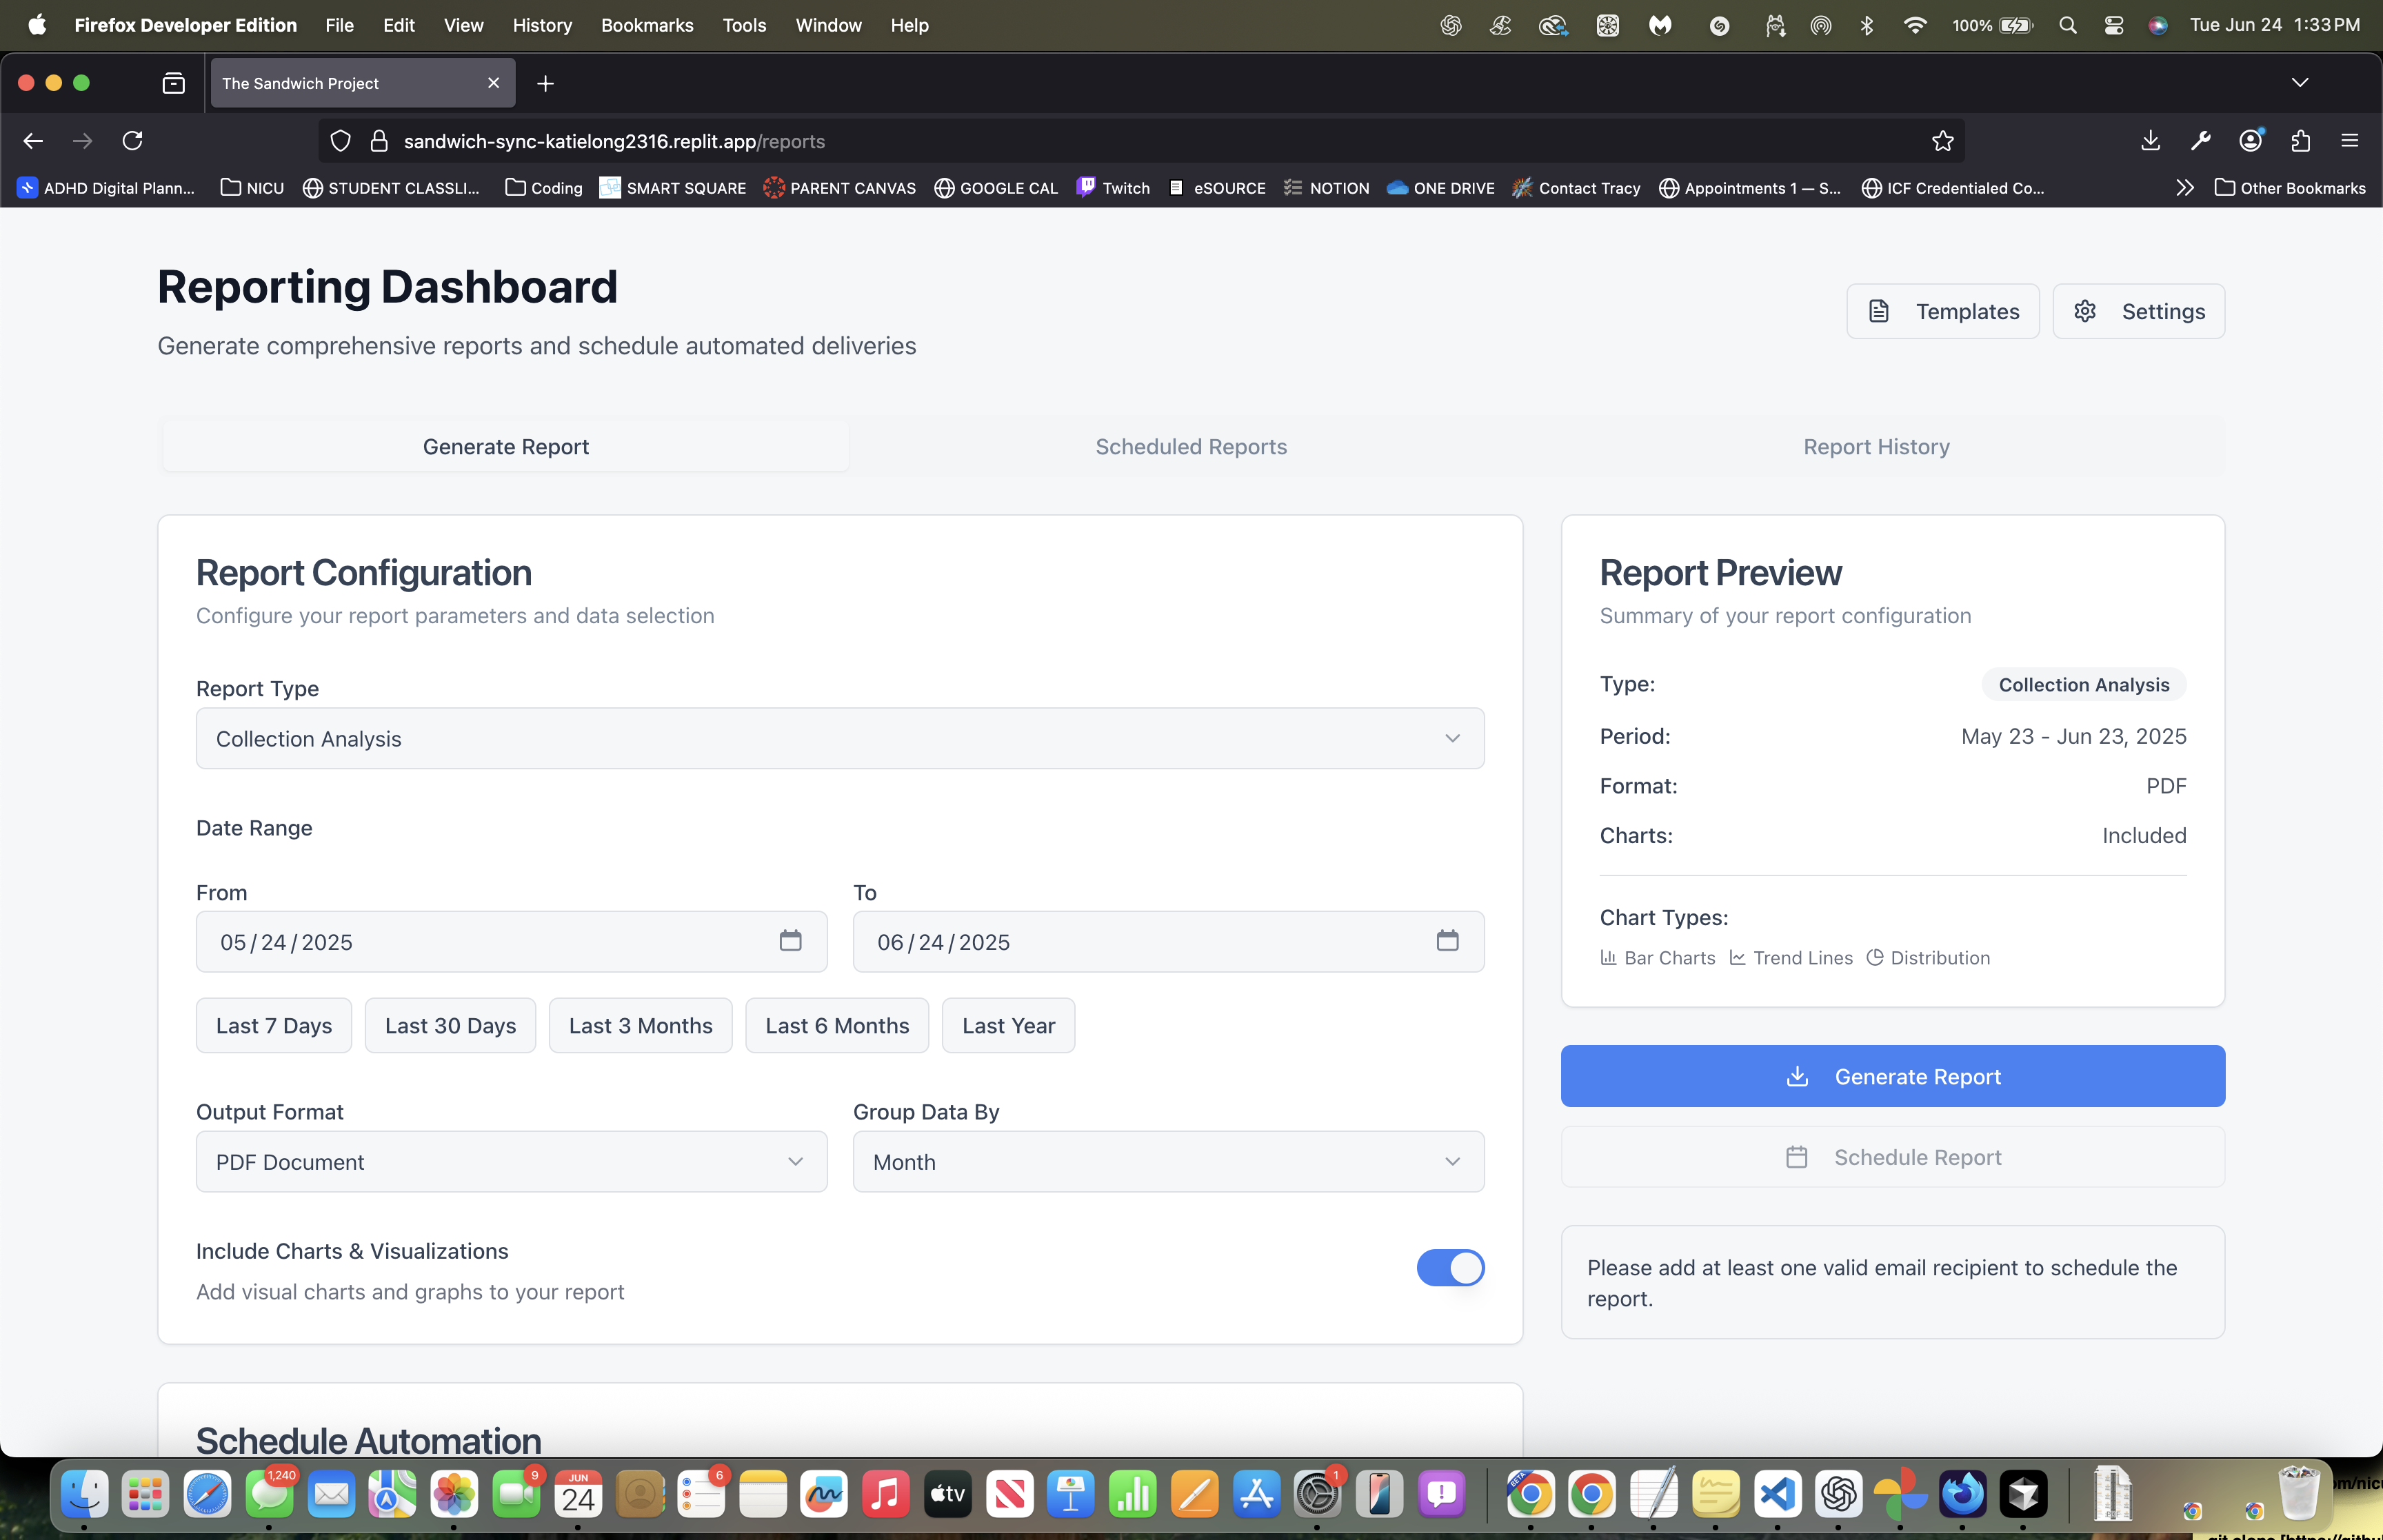 Firefox Developer Edition File Edit View History Bookmarks Tools Window Help 100% Tue Jun 24 1:33 PM
The Sandwich Project
sandwich-sync-katielong2316.replit.app/reports
ADHD Digital Plann... NICU STUDENT CLASSLI... Coding SMART SQUARE PARENT CANVAS GOOGLE CAL Twitch eSOURCE NOTION ONE DRIVE Contact Tracy Appointments 1 — S... ICF Credentialed Co... Other Bookmarks
Reporting Dashboard
Generate comprehensive reports and schedule automated deliveries
Templates
Settings
Generate Report
Scheduled Reports
Report History
Report Configuration
Configure your report parameters and data selection
Report Type
Collection Analysis
Date Range
From
05/24/2025
To
06/24/2025
Last 7 Days
Last 30 Days
Last 3 Months
Last 6 Months
Last Year
Output Format
PDF Document
Group Data By
Month
Include Charts & Visualizations
Add visual charts and graphs to your report
Report Preview
Summary of your report configuration
Type: Collection Analysis
Period: May 23 - Jun 23, 2025
Format: PDF
Charts: Included
Chart Types:
Bar Charts Trend Lines Distribution
Generate Report
Schedule Report
Please add at least one valid email recipient to schedule the
report.
Schedule Automation
1,240
9
JUN
24
6
tv
1
BETA